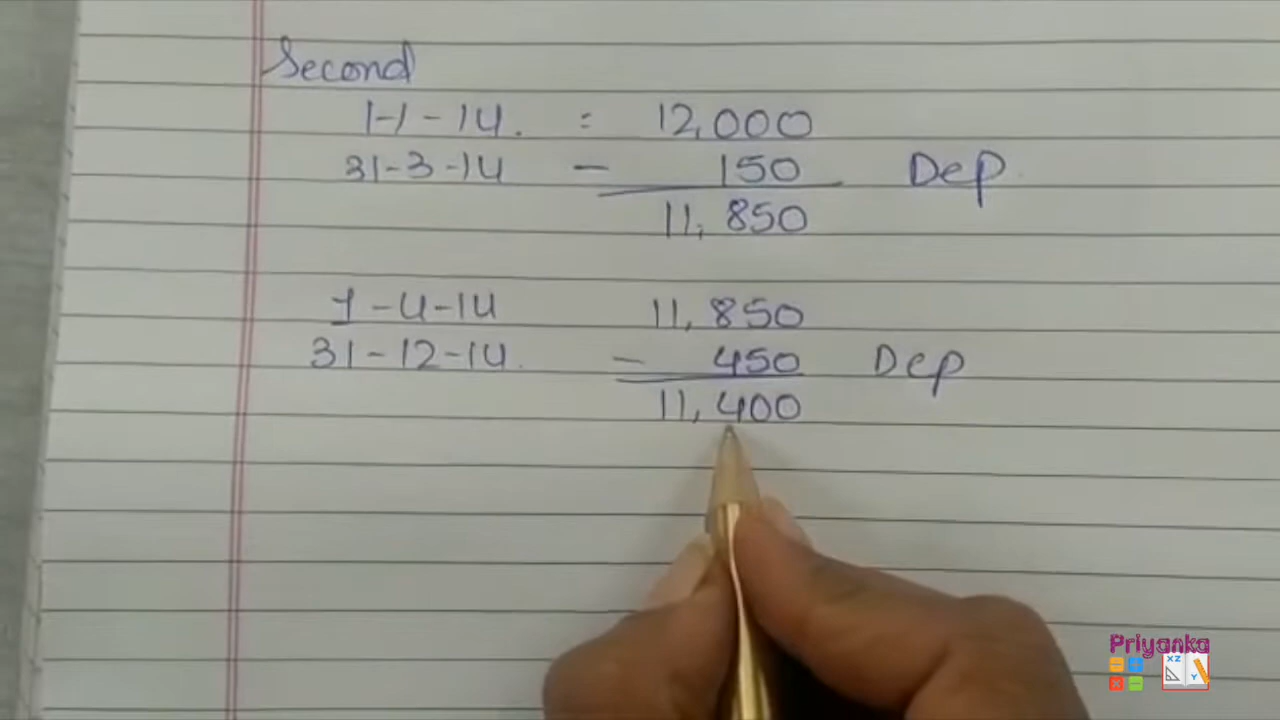 Second
1-1-14. : 12,000
31-3-14 - 150 Dep.
11,850
1-4-14 11,850
31-12-14. - 450 Dep
11,400
Priyanka
XZ
Y